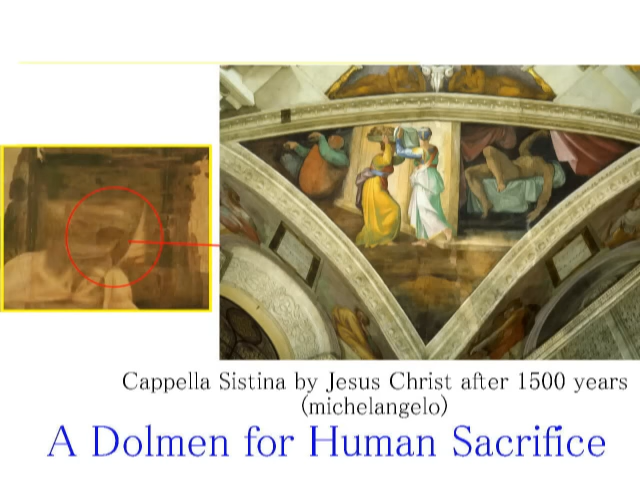 Cappella Sistina by Jesus Christ after 1500 years
(michelangelo)
A Dolmen for Human Sacrifice